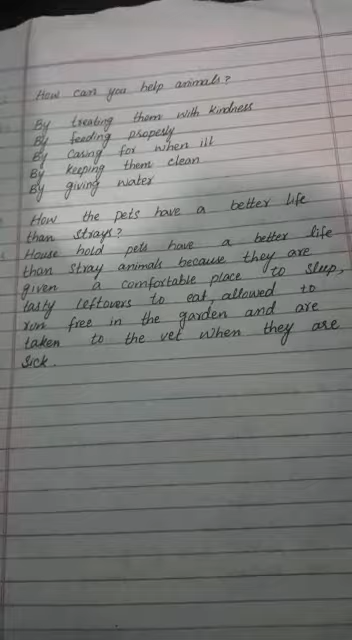 How can you help animals?
By treating them with kindness
By feeding properly
By Caring for when ill
By keeping them clean
By giving water
How the pets have a better life
than strays?
House hold pets have a better life
than stray animals because they are
given a comfortable place to sleep,
tasty leftovers to eat, allowed to
run free in the garden and are
taken to the vet when they are
Sick.